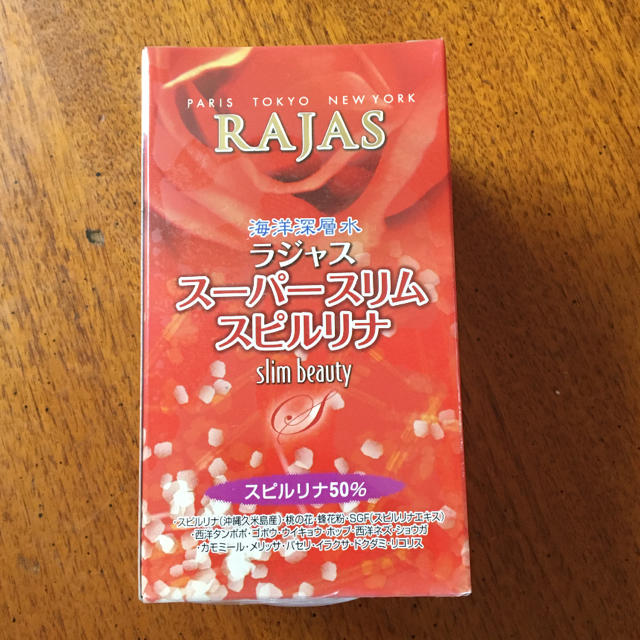 PARIS TOKYO NEW YORK
RAJAS
海洋深層水
ラジャス
スーパースリム
スピルリナ
slim beauty
S
スピルリナ50%
・スピルリナ(沖縄久米島産)・桃の花・蜂花粉・SGF(スピルリナエキス)
・西洋タンポポ・ゴボウ・ウイキョウ・ホップ・西洋ネズ・ショウガ
・カモミール・メリッサ・パセリ・イラクサ・ドクダミ・リコリス